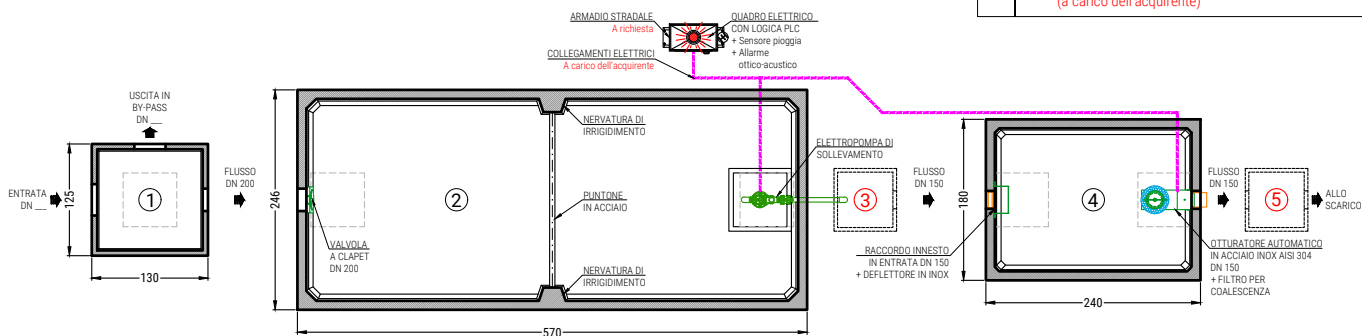 (a carico dell'acquirente)
ARMADIO STRADALE
A richiesta
QUADRO ELETTRICO
CON LOGICA PLC
+ Sensore pioggia
+ Allarme
ottico-acustico
COLLEGAMENTI ELETTRICI
A carico dell'acquirente
USCITA IN
BY-PASS
DN __
ENTRATA
DN __
125
1
130
FLUSSO
DN 200
246
2
VALVOLA
A CLAPET
DN 200
NERVATURA DI
IRRIGIDIMENTO
PUNTONE
IN ACCIAIO
NERVATURA DI
IRRIGIDIMENTO
570
ELETTROPOMPA DI
SOLLEVAMENTO
3
FLUSSO
DN 150
180
4
RACCORDO INNESTO
IN ENTRATA DN 150
+ DEFLETTORE IN INOX
240
FLUSSO
DN 150
OTTURATORE AUTOMATICO
IN ACCIAIO INOX AISI 304
DN 150
+ FILTRO PER
COALESCENZA
5
ALLO
SCARICO